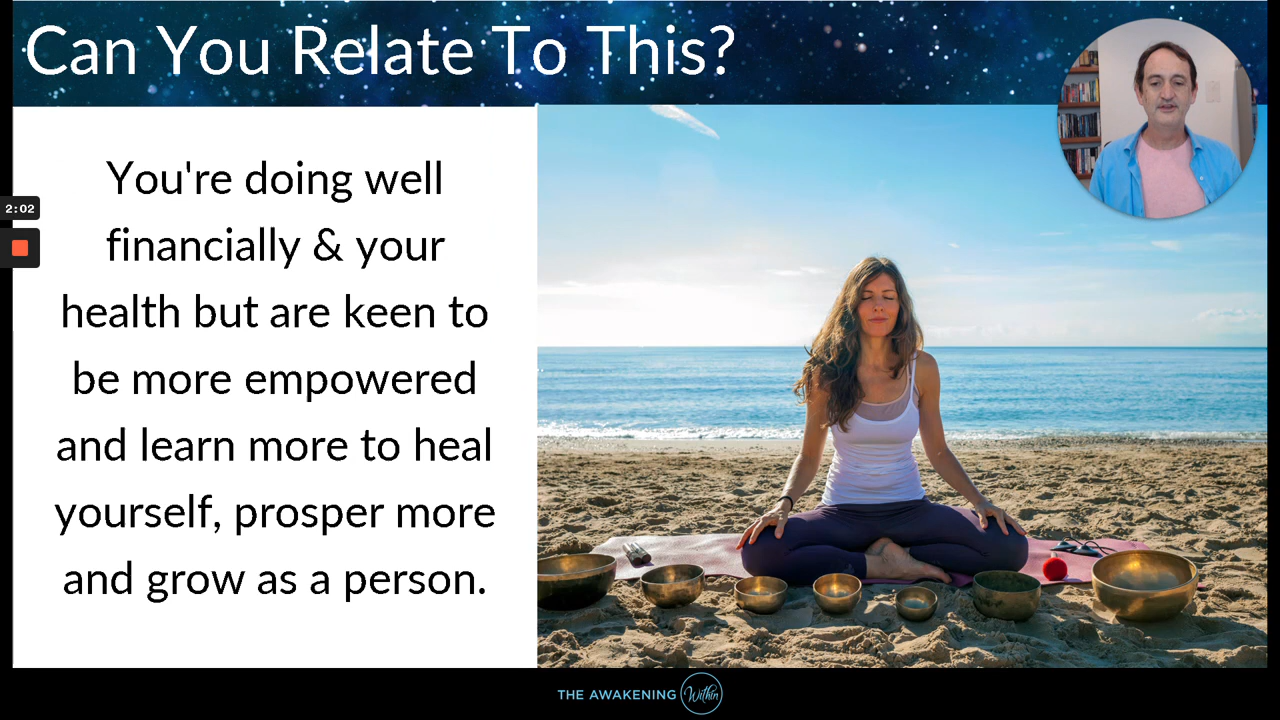 Can You Relate To This?
You're doing well
financially & your
health but are keen to
be more empowered
and learn more to heal
yourself, prosper more
and grow as a person.
2:02
THE AWAKENING Within